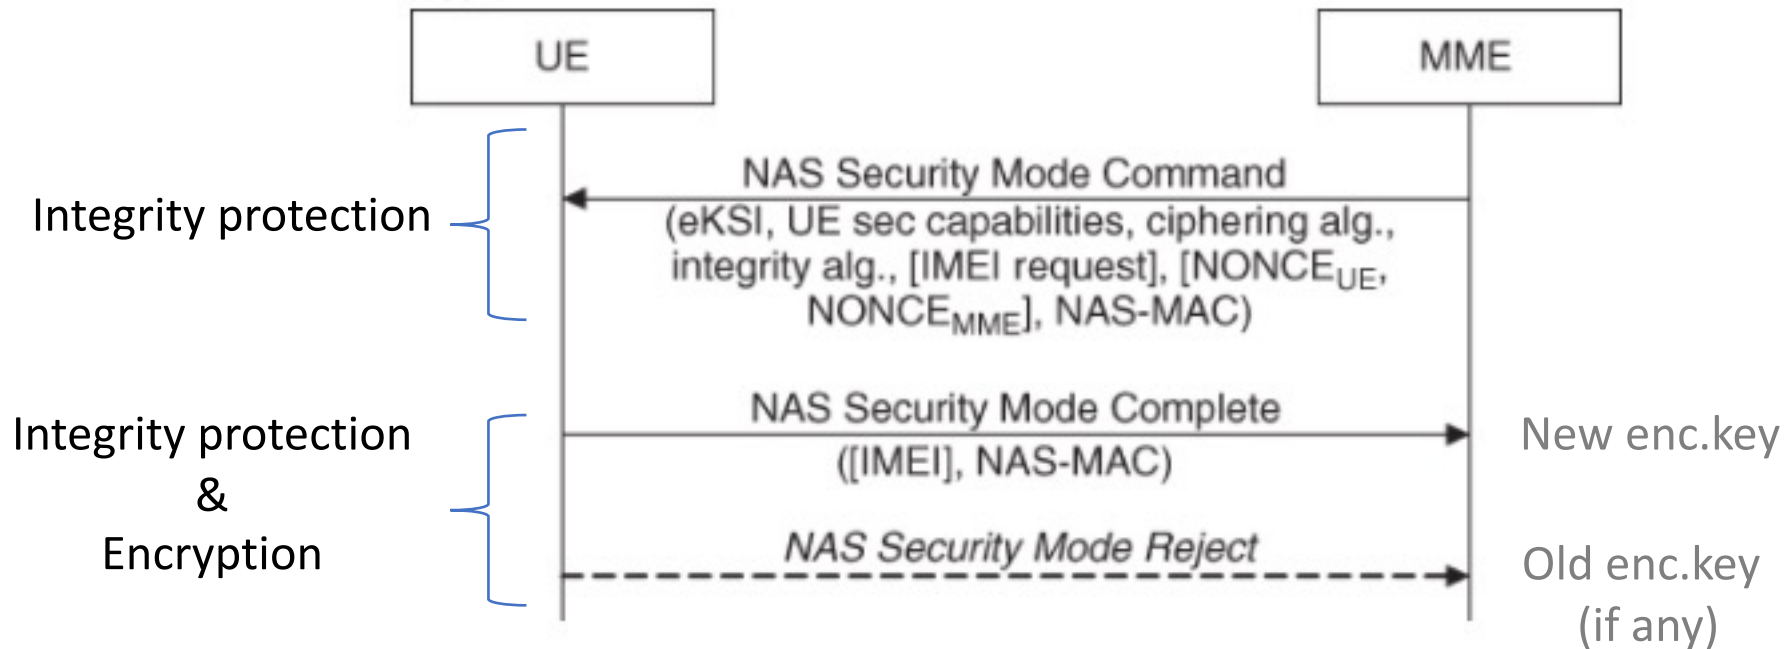 UE
MME
Integrity protection
NAS Security Mode Command
(eKSI, UE sec capabilities, ciphering alg.,
integrity alg., [IMEI request], [NONCEUE,
NONCEMME], NAS-MAC)
Integrity protection
&
Encryption
NAS Security Mode Complete
([IMEI], NAS-MAC)
New enc.key
NAS Security Mode Reject
Old enc.key
(if any)